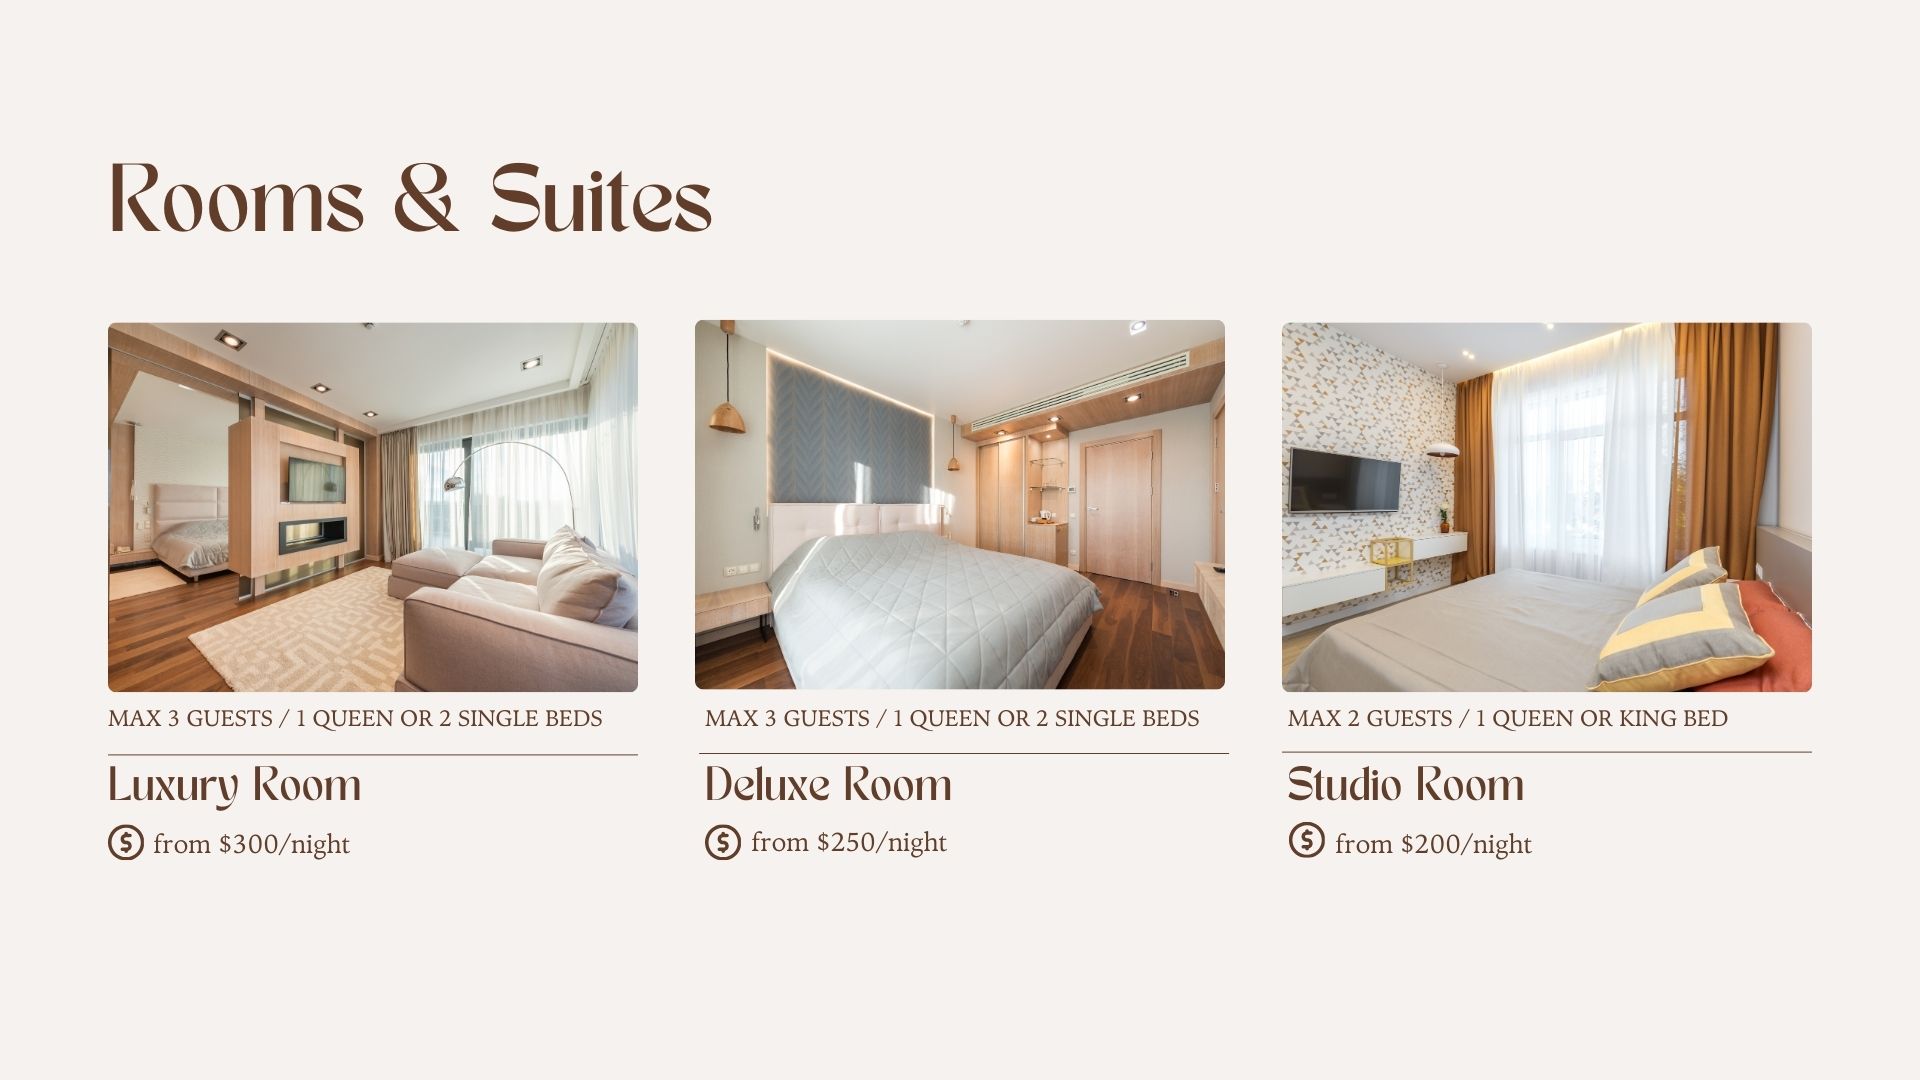 Rooms & Suites
MAX 3 GUESTS / 1 QUEEN OR 2 SINGLE BEDS
Luxury Room
from $300/night
MAX 3 GUESTS / 1 QUEEN OR 2 SINGLE BEDS
Deluxe Room
from $250/night
MAX 2 GUESTS / 1 QUEEN OR KING BED
Studio Room
from $200/night